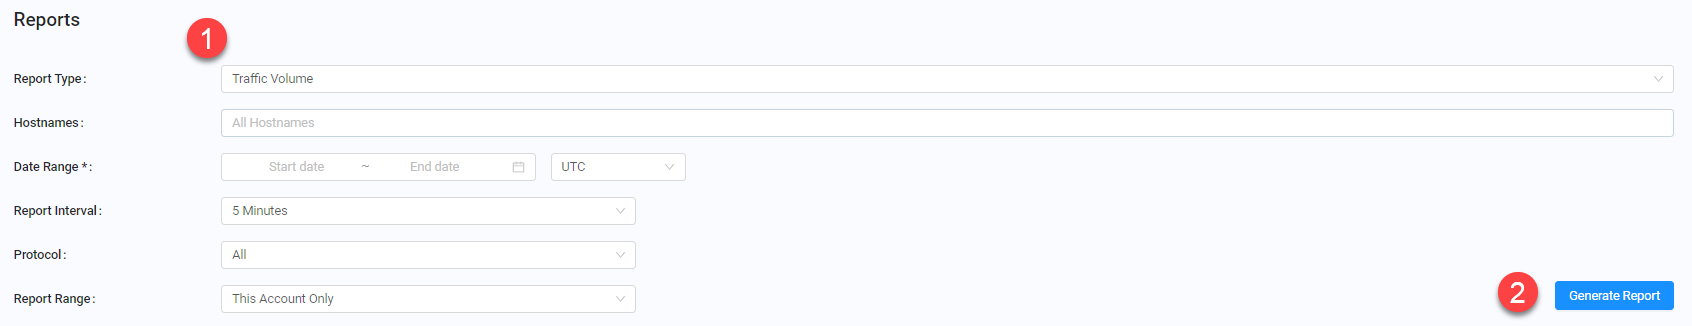 Reports
1
Report Type: Traffic Volume
Hostnames: All Hostnames
Date Range *: Start date ~ End date UTC
Report Interval: 5 Minutes
Protocol: All
Report Range: This Account Only 2 Generate Report